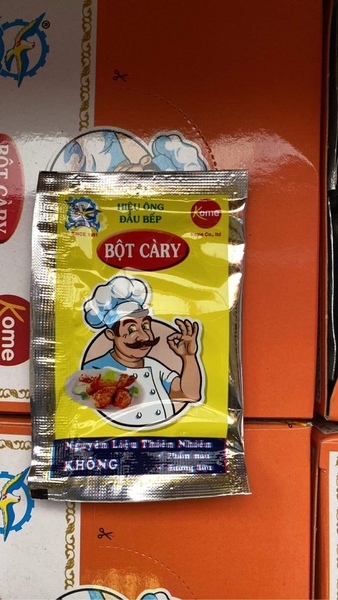 HIỆU ÔNG
ĐẦU BẾP
Kome
BỘT CÀRY
Nguyên Liệu Thiên Nhiên
KHÔNG
BỘT CÀRY
Kome